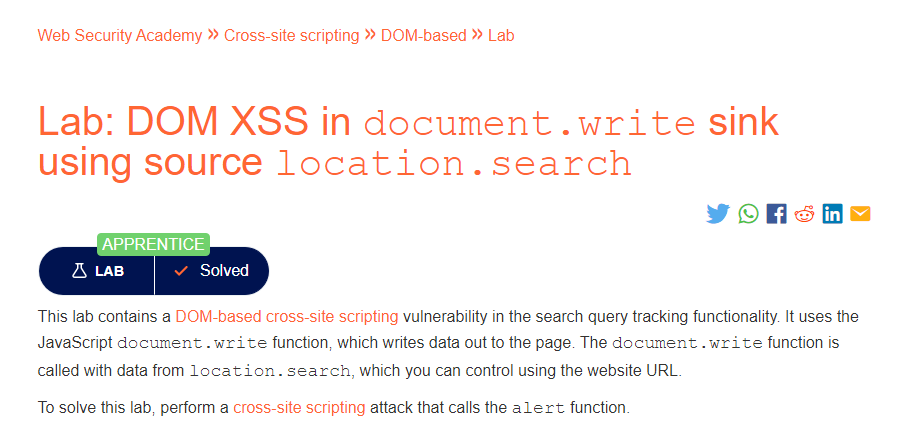 Web Security Academy » Cross-site scripting » DOM-based » Lab
Lab: DOM XSS in document.write sink
using source location.search
APPRENTICE
LAB Solved
This lab contains a DOM-based cross-site scripting vulnerability in the search query tracking functionality. It uses the
JavaScript document.write function, which writes data out to the page. The document.write function is
called with data from location.search, which you can control using the website URL.
To solve this lab, perform a cross-site scripting attack that calls the alert function.